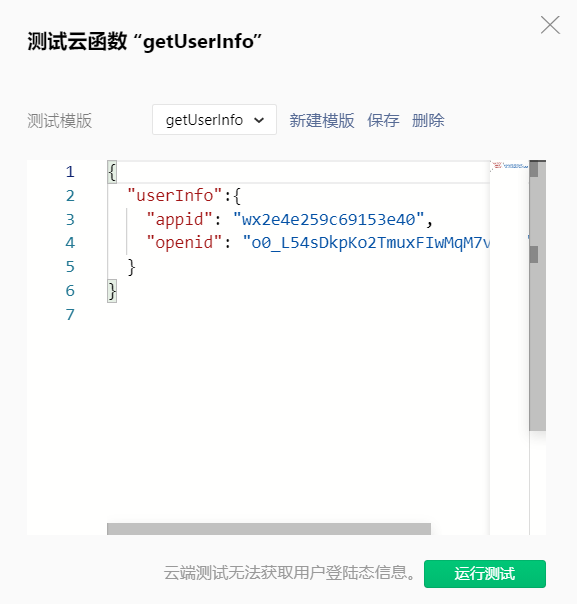 测试云函数 “getUserInfo”
测试模版 getUserInfo 新建模版 保存 删除
1 {
2 "userInfo":{
3 "appid": "wx2e4e259c69153e40",
4 "openid": "o0_L54sDkpKo2TmuxFIwMqM7v
5 }
6 }
7
云端测试无法获取用户登陆态信息。 运行测试